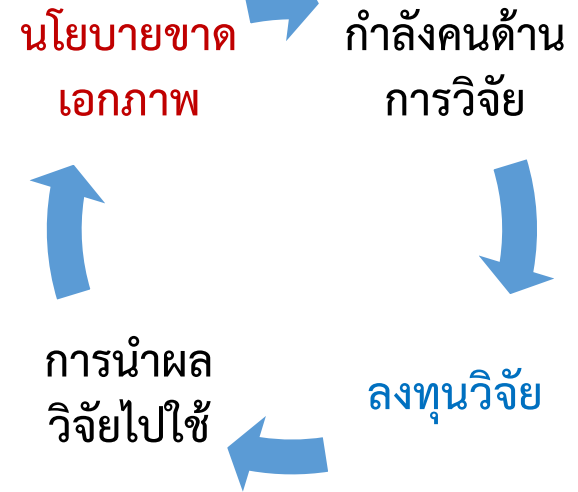 นโยบายขาด
เอกภาพ
กำลังคนด้าน
การวิจัย
การนำผล
วิจัยไปใช้
ลงทุนวิจัย